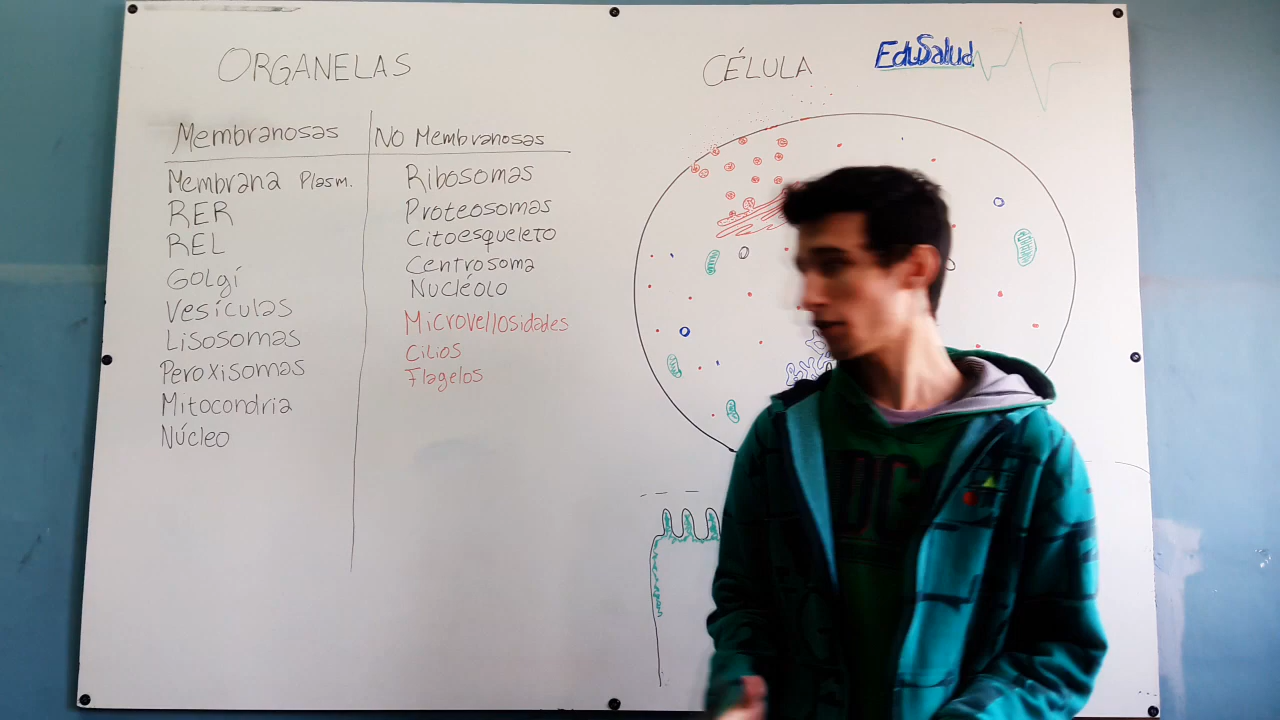 ORGANELAS
Membranosas
Membrana Plasm.
RER
REL
GOLgí
Vesículas
Lisosomas
Peroxisomas
Mitocondria
Núcleo
No Membranosas
Ribosomas
Proteosomas
Citoesqueleto
Centrosoma
Nucléolo
Microvellosidades
Cilios
Flagelos
CÉLULA
EduSalud